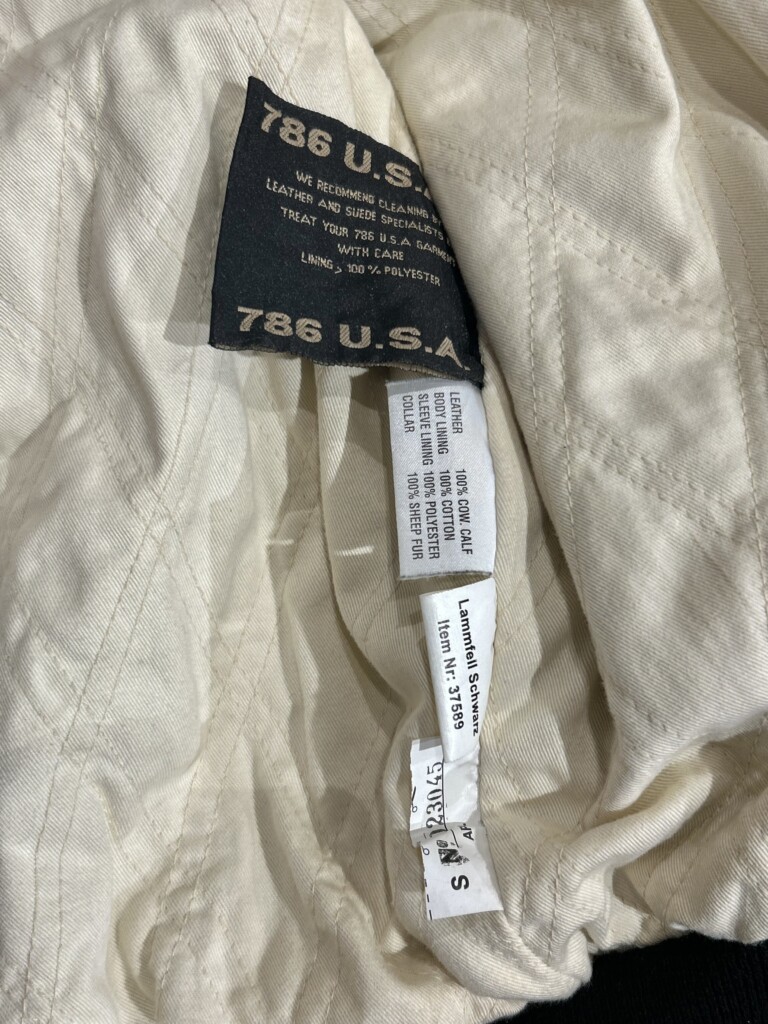 786 U.S.A.
WE RECOMMEND CLEANING
LEATHER AND SUEDE SPECIALISTS
TREAT YOUR 786 U.S.A GARMENT
WITH CARE
LINING > 100 % POLYESTER
786 U.S.A.
LEATHER 100% COW. CALF
BODY LINING 100% COTTON
SLEEVE LINING 100% POLYESTER
COLLAR 100% SHEEP FUR
Lammfell Schwarz
Item Nr: 37589
S